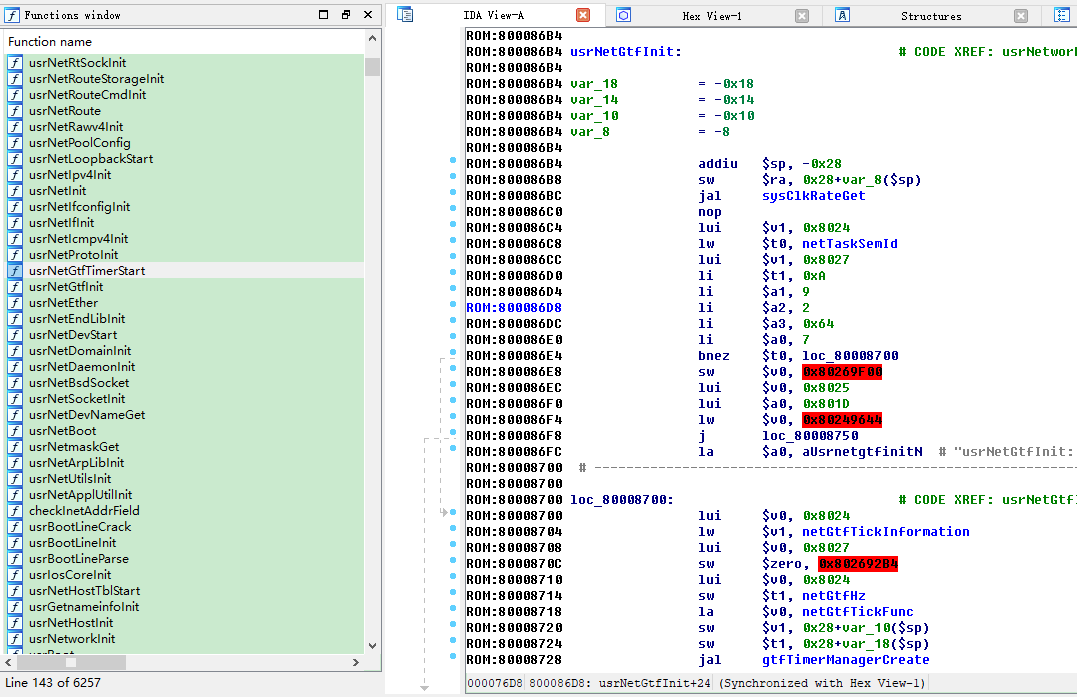 Functions window
Function name
usrNetRtSockInit
usrNetRouteStorageInit
usrNetRouteCmdInit
usrNetRoute
usrNetRawv4Init
usrNetPoolConfig
usrNetLoopbackStart
usrNetIpv4Init
usrNetInit
usrNetIfconfigInit
usrNetIfInit
usrNetIcmpv4Init
usrNetProtoInit
usrNetGtfTimerStart
usrNetGtfInit
usrNetEther
usrNetEndLibInit
usrNetDevStart
usrNetDomainInit
usrNetDaemonInit
usrNetBsdSocket
usrNetSocketInit
usrNetDevNameGet
usrNetBoot
usrNetmaskGet
usrNetArpLibInit
usrNetUtilsInit
usrNetApplUtilInit
checkInetAddrField
usrBootLineCrack
usrBootLineInit
usrBootLineParse
usrIosCoreInit
usrNetHostTblStart
usrGetnameinfoInit
usrNetHostInit
usrNetworkInit
usrRoot
Line 143 of 6257
IDA View-A Hex View-1 Structures
ROM:800086B4
ROM:800086B4 usrNetGtfInit: # CODE XREF: usrNetwork
ROM:800086B4
ROM:800086B4 var_18 = -0x18
ROM:800086B4 var_14 = -0x14
ROM:800086B4 var_10 = -0x10
ROM:800086B4 var_8 = -8
ROM:800086B4
ROM:800086B4 addiu $sp, -0x28
ROM:800086B8 sw $ra, 0x28+var_8($sp)
ROM:800086BC jal sysClkRateGet
ROM:800086C0 nop
ROM:800086C4 lui $v1, 0x8024
ROM:800086C8 lw $t0, netTaskSemId
ROM:800086CC lui $v1, 0x8027
ROM:800086D0 li $t1, 0xA
ROM:800086D4 li $a1, 9
ROM:800086D8 li $a2, 2
ROM:800086DC li $a3, 0x64
ROM:800086E0 li $a0, 7
ROM:800086E4 bnez $t0, loc_80008700
ROM:800086E8 sw $v0, 0x80269F00
ROM:800086EC lui $v0, 0x8025
ROM:800086F0 lui $a0, 0x801D
ROM:800086F4 lw $v0, 0x80249644
ROM:800086F8 j loc_80008750
ROM:800086FC la $a0, aUsrnetgtfinitN # "usrNetGtfInit:
ROM:80008700 # ---------------------------------------------------------------
ROM:80008700
ROM:80008700 loc_80008700: # CODE XREF: usrNetGtfI
ROM:80008700 lui $v0, 0x8024
ROM:80008704 lw $v1, netGtfTickInformation
ROM:80008708 lui $v0, 0x8027
ROM:8000870C sw $zero, 0x802692B4
ROM:80008710 lui $v0, 0x8024
ROM:80008714 sw $t1, netGtfHz
ROM:80008718 la $v0, netGtfTickFunc
ROM:80008720 sw $v1, 0x28+var_10($sp)
ROM:80008724 sw $t1, 0x28+var_18($sp)
ROM:80008728 jal gtfTimerManagerCreate
000076D8 800086D8: usrNetGtfInit+24 (Synchronized with Hex View-1)